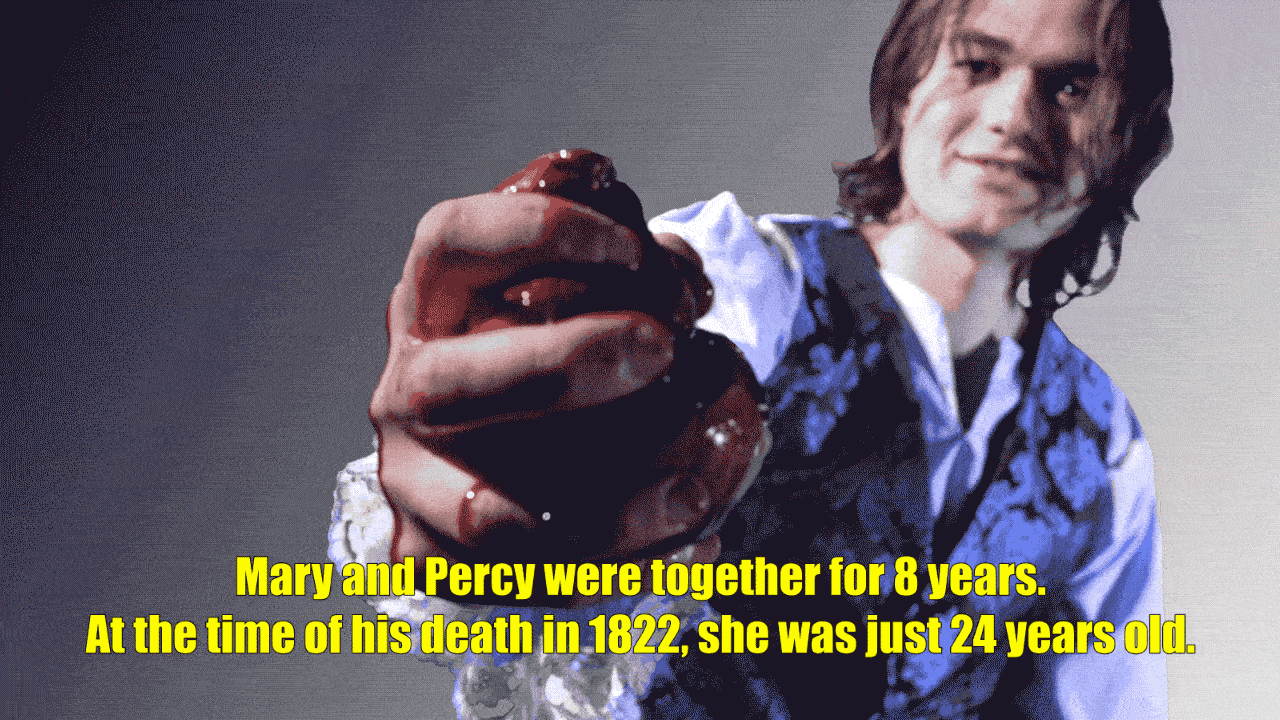 Mary and Percy were together for 8 years.
At the time of his death in 1822, she was just 24 years old.